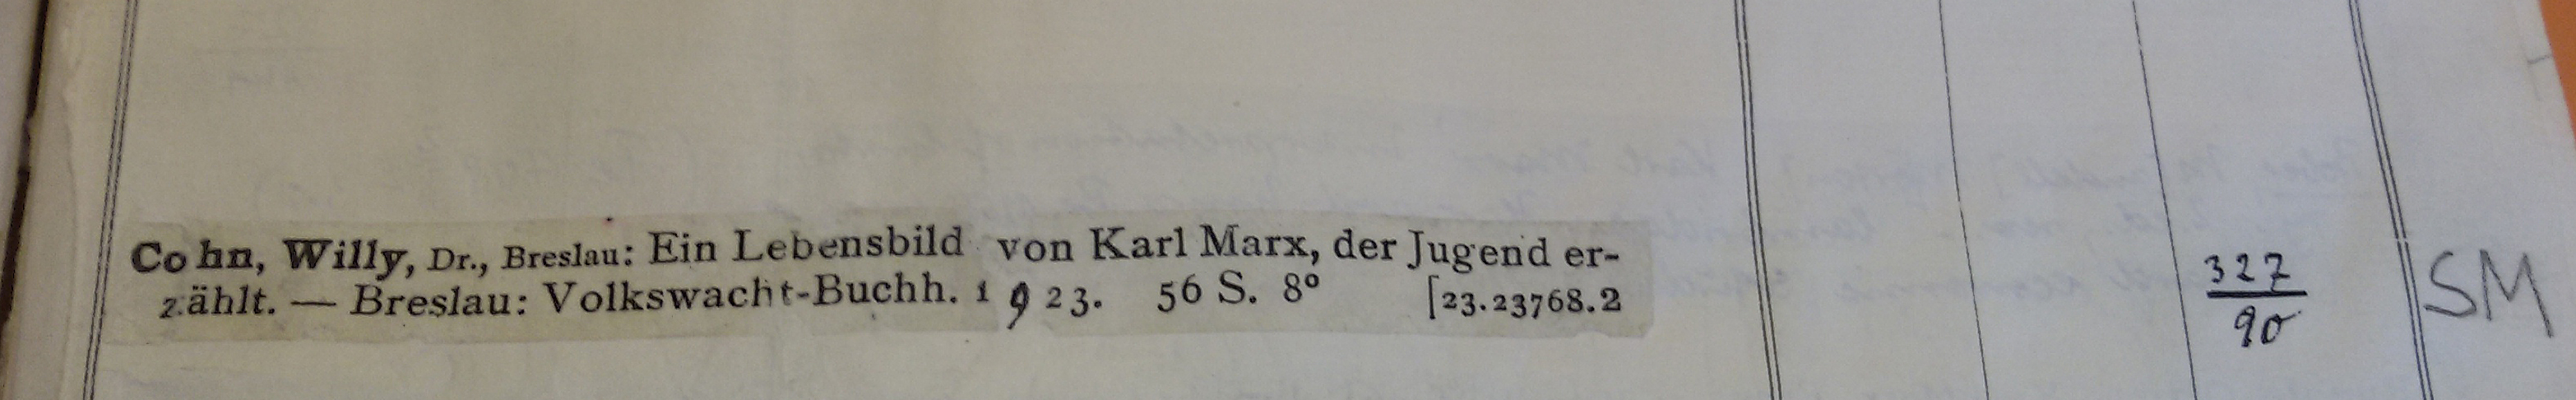 Cohn, Willy, Dr., Breslau: Ein Lebensbild von Karl Marx, der Jugend er-
zählt. — Breslau: Volkswacht-Buchh. 1923. 56 S. 8° [23.23768.2
327
90
SM